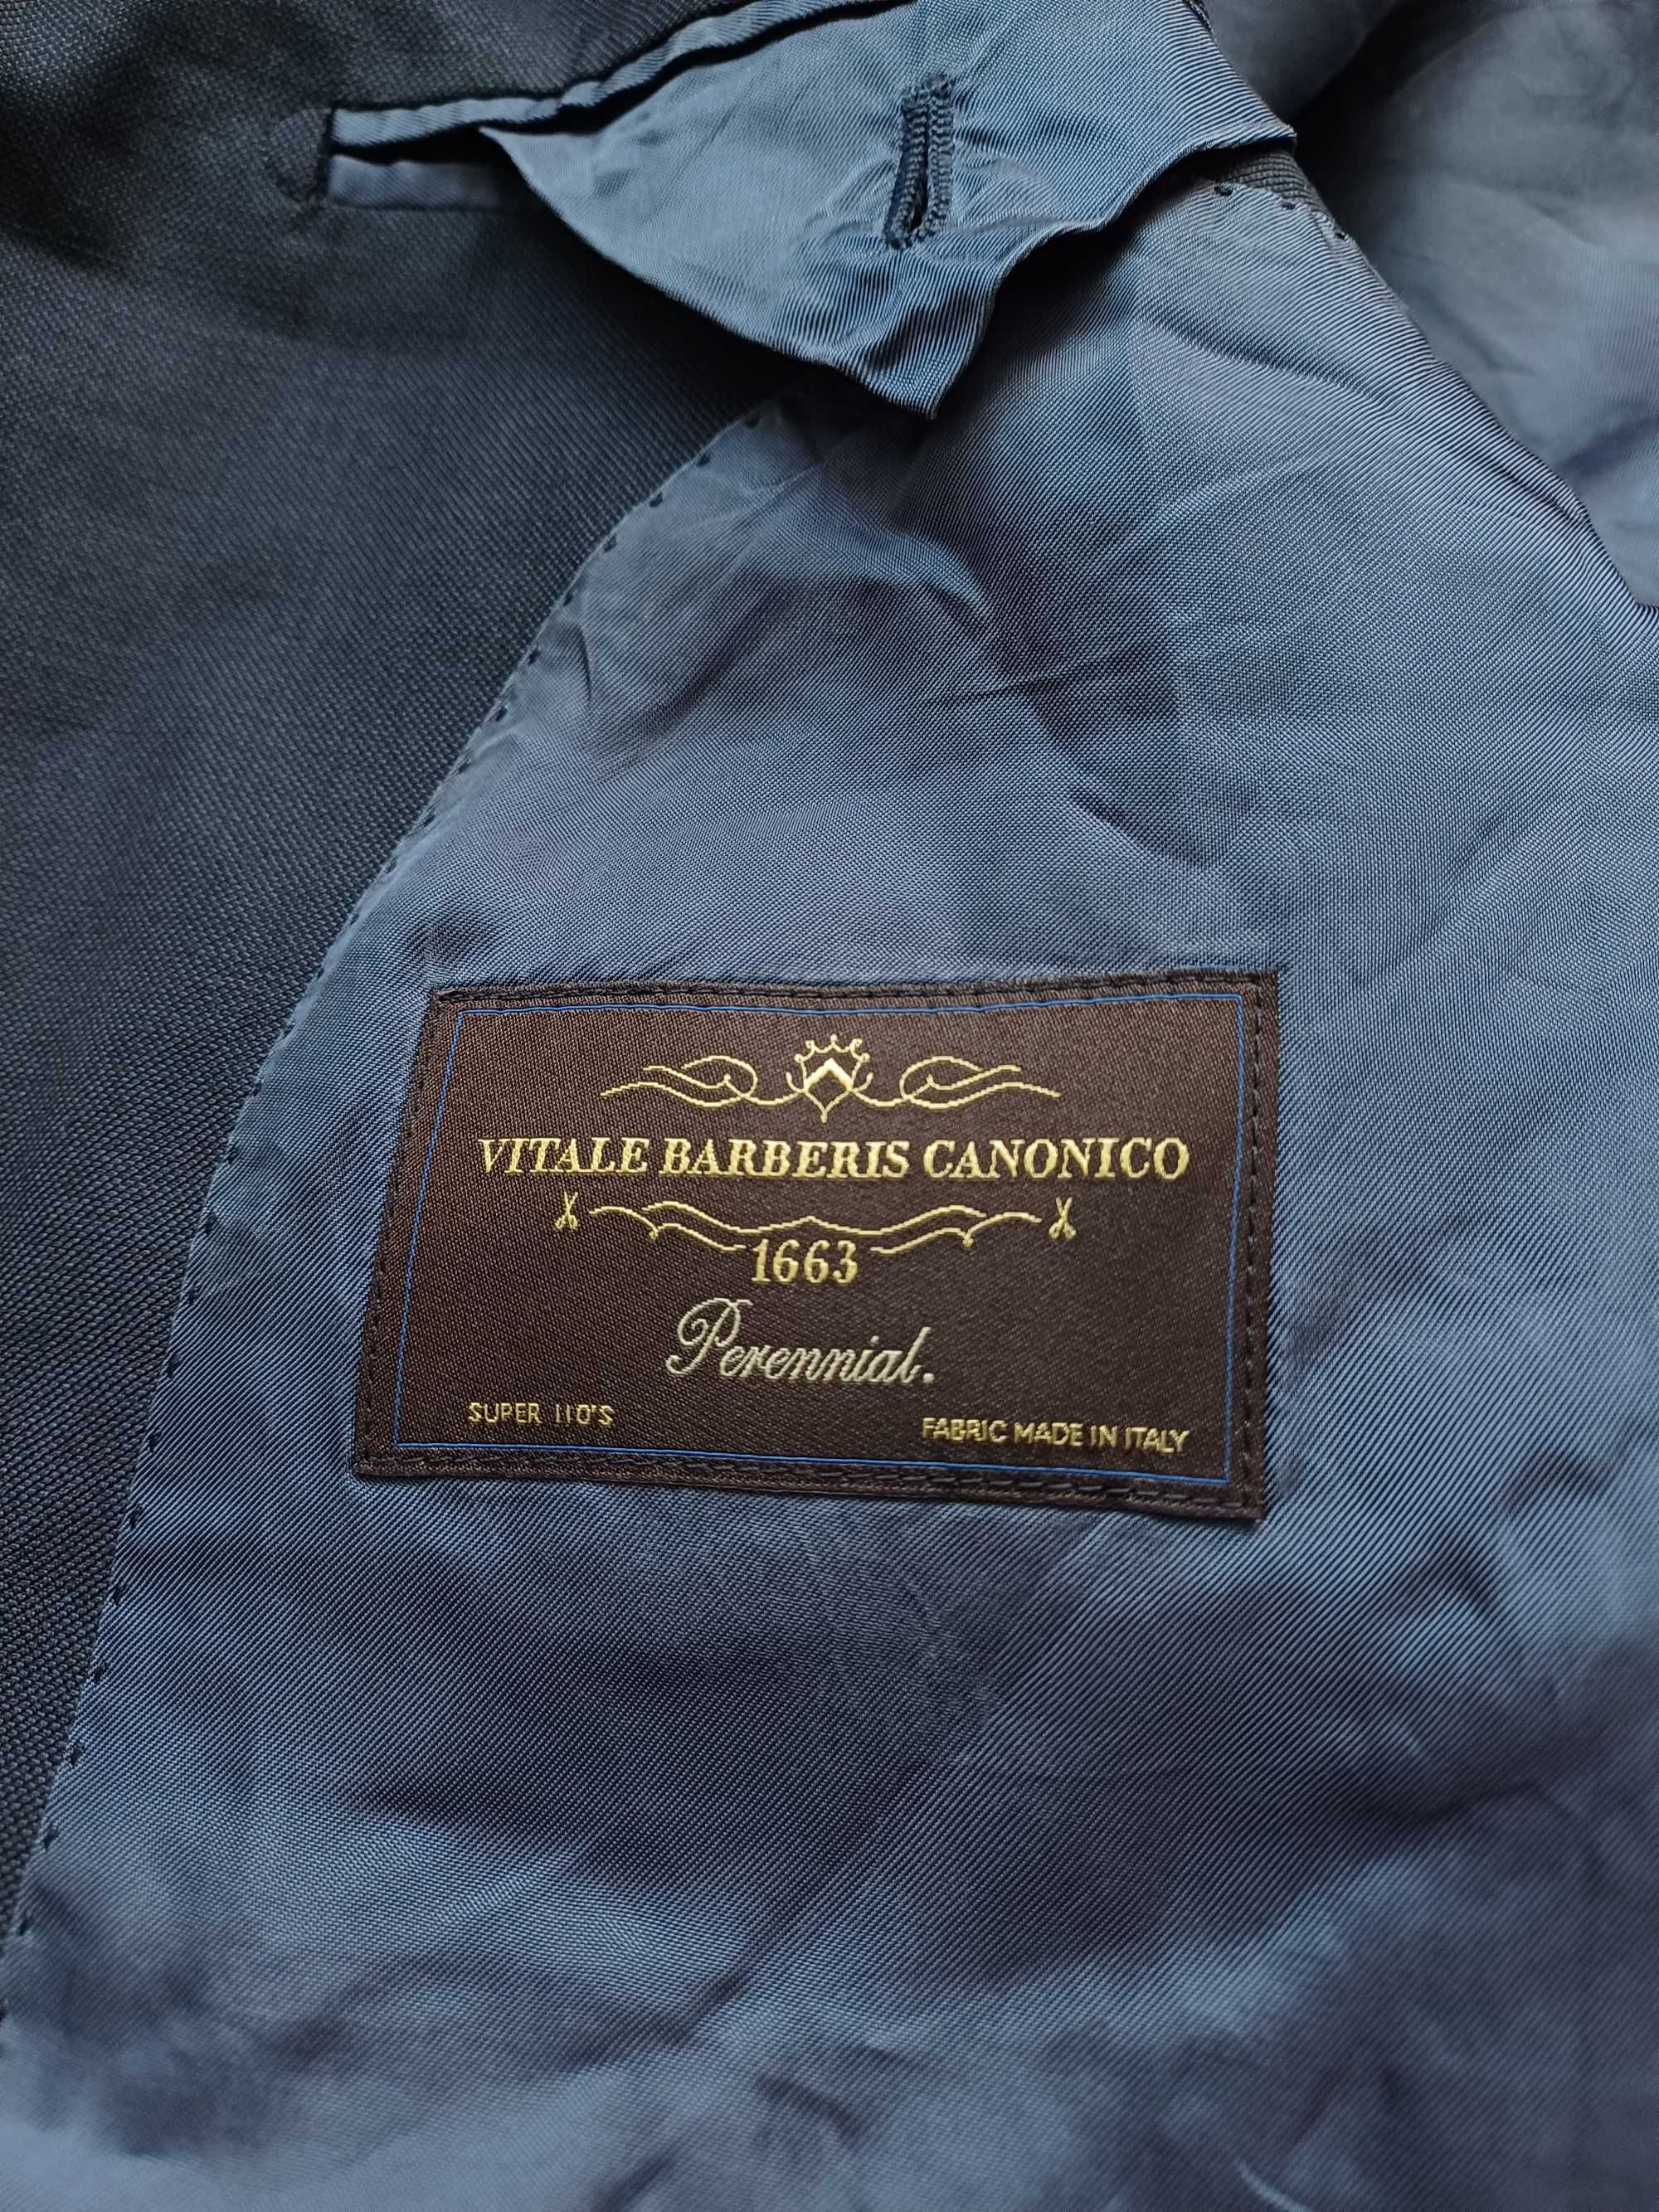 VITALE BARBERIS CANONICO
1663
Perennial.
SUPER 110'S
FABRIC MADE IN ITALY